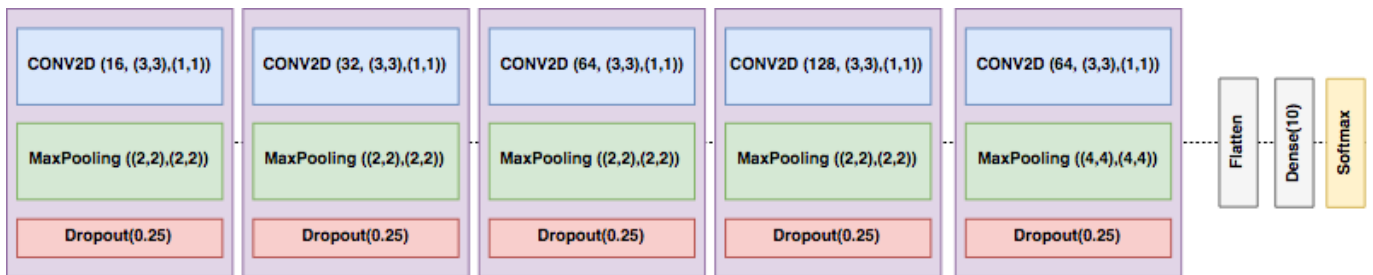 CONV2D (16, (3,3),(1,1))
MaxPooling ((2,2),(2,2))
Dropout(0.25)
CONV2D (32, (3,3),(1,1))
MaxPooling ((2,2),(2,2))
Dropout(0.25)
CONV2D (64, (3,3),(1,1))
MaxPooling ((2,2),(2,2))
Dropout(0.25)
CONV2D (128, (3,3),(1,1))
MaxPooling ((2,2),(2,2))
Dropout(0.25)
CONV2D (64, (3,3),(1,1))
MaxPooling ((4,4),(4,4))
Dropout(0.25)
Flatten
Dense(10)
Softmax